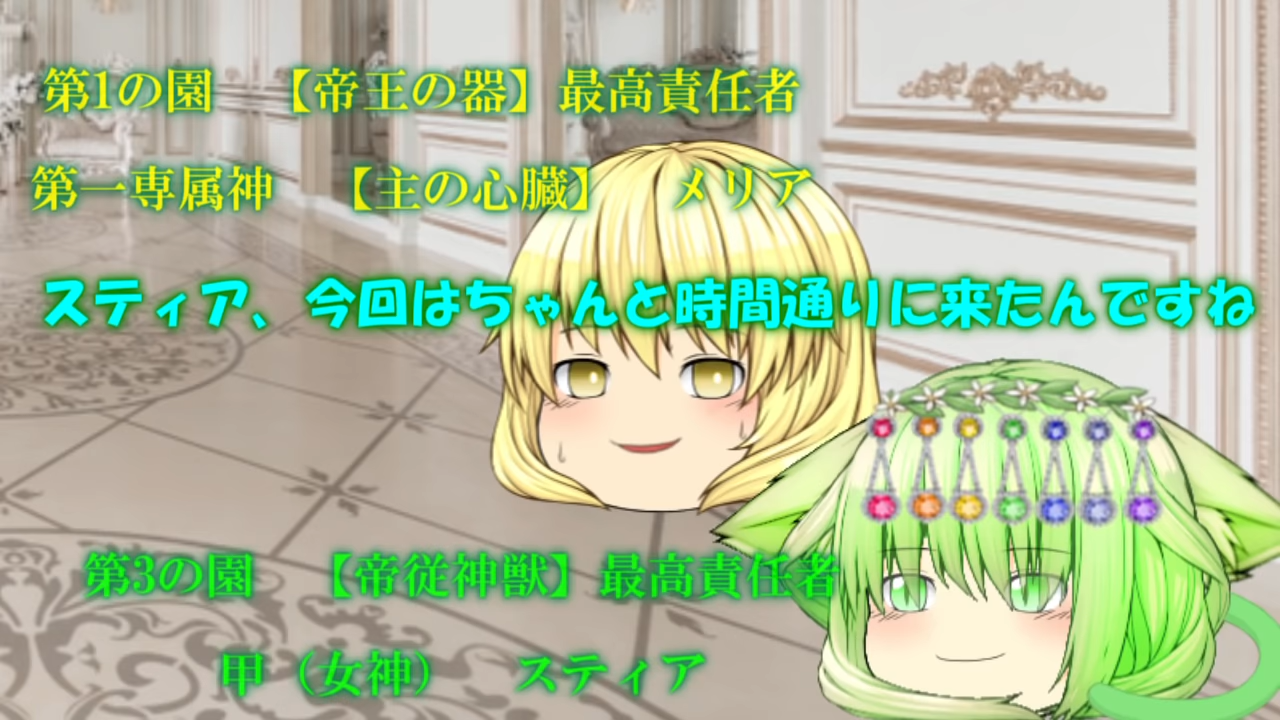 第1の園　【帝王の器】最高責任者
第一専属神　【主の心臓】　メリア
スティア、今回はちゃんと時間通りに来たんですね
第3の園　【帝従神獣】最高責任者
甲（女神）　スティア